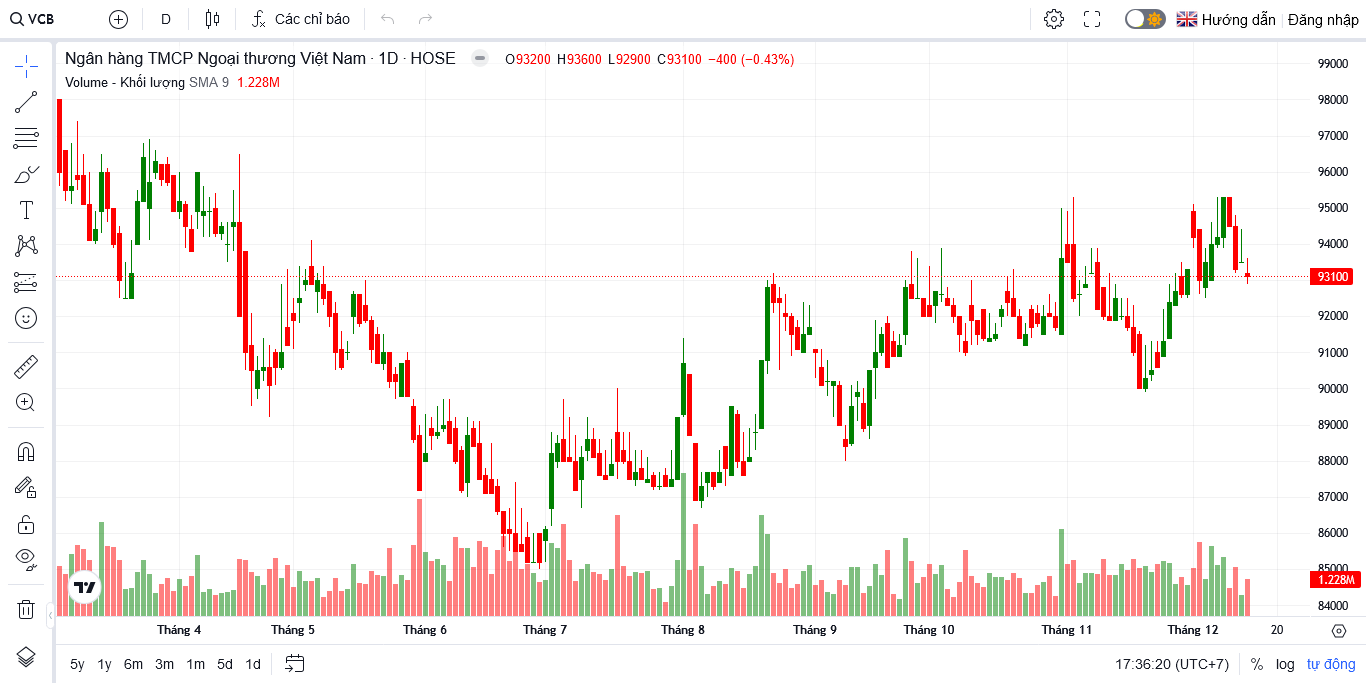 VCB D Các chỉ báo Hướng dẫn Đăng nhập
Ngân hàng TMCP Ngoại thương Việt Nam · 1D · HOSE O93200 H93600 L92900 C93100 −400 (−0.43%)
Volume - Khối lượng SMA 9 1.228M
99000
98000
97000
96000
95000
94000
93100
92000
91000
90000
89000
88000
87000
86000
85000
1.228M
84000
Tháng 4 Tháng 5 Tháng 6 Tháng 7 Tháng 8 Tháng 9 Tháng 10 Tháng 11 Tháng 12 20
5y 1y 6m 3m 1m 5d 1d 17:36:20 (UTC+7) % log tự động